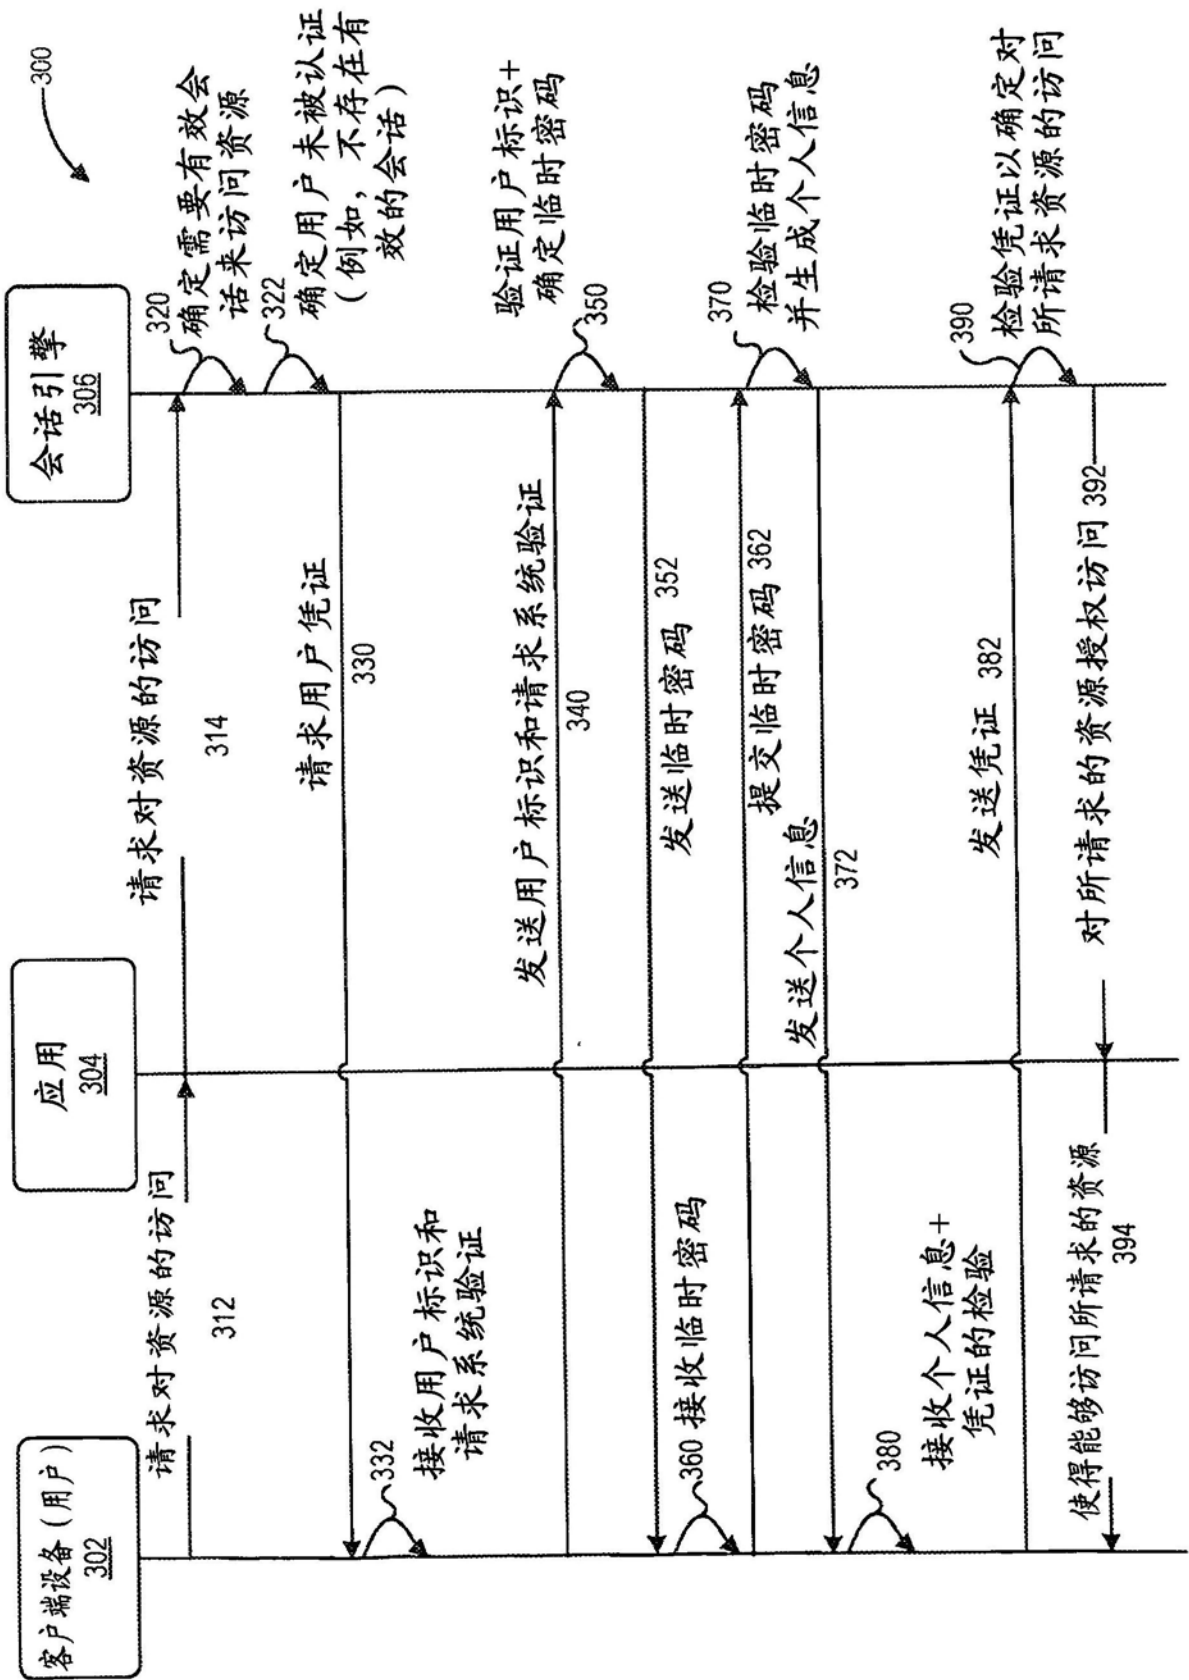 300
客户端设备(用户)
302
应用
304
会话引擎
306
请求对资源的访问
312
请求对资源的访问
314
320
确定需要有效会
话来访问资源
322
确定用户未被认证
(例如，不存在有
效的会话)
请求用户凭证
330
332
接收用户标识和
请求系统验证
发送用户标识和请求系统验证
340
验证用户标识+
确定临时密码
350
发送临时密码 352
360 接收临时密码
提交临时密码 362
370
检验临时密码
并生成个人信息
发送个人信息
372
380
接收个人信息+
凭证的检验
发送凭证 382
390
检验凭证以确定对
所请求资源的访问
对所请求的资源授权访问 392
使得能够访问所请求的资源
394